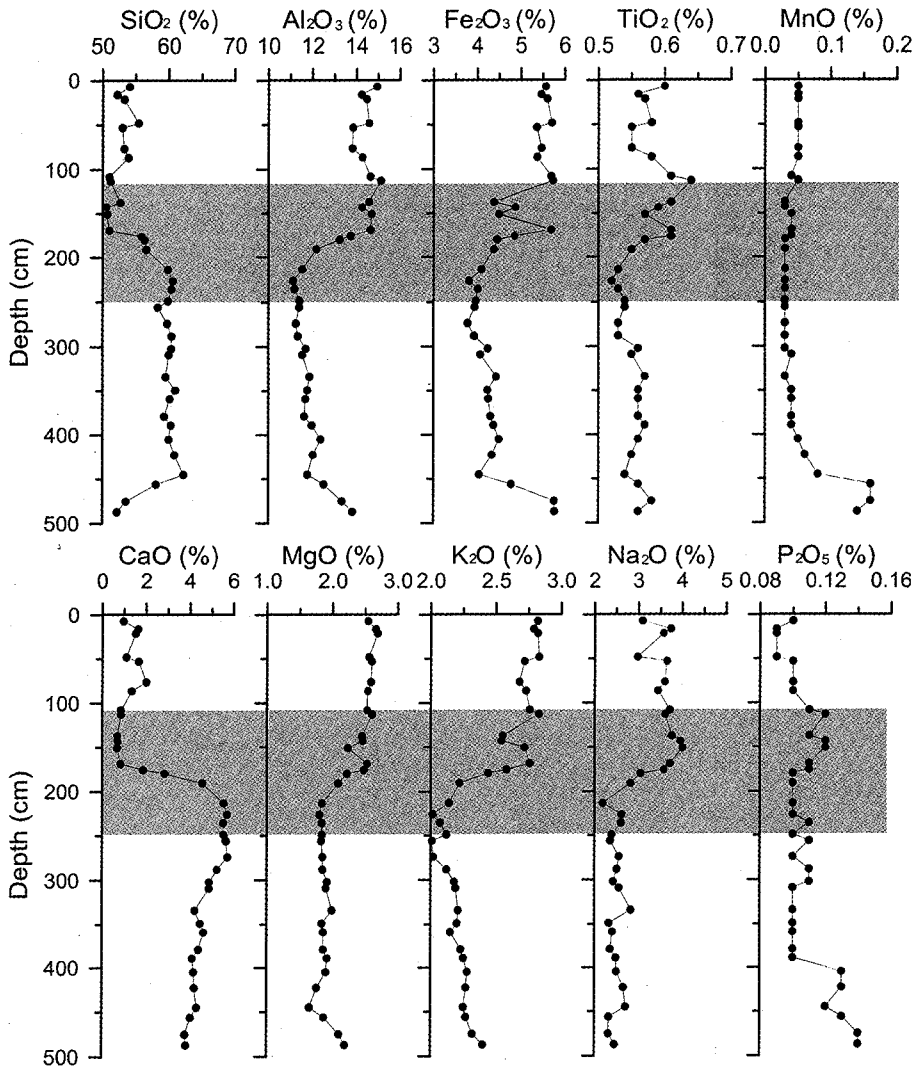 SiO₂ (%) Al₂O₃ (%) Fe₂O₃ (%) TiO₂ (%) MnO (%)
50 60 70 10 12 14 16 3 4 5 6 0.5 0.6 0.7 0.0 0.1 0.2
0
100
200
300
400
500
Depth (cm)
CaO (%) MgO (%) K₂O (%) Na₂O (%) P₂O₅ (%)
0 2 4 6 1.0 2.0 3.0 2.0 2.5 3.0 2 3 4 5 0.08 0.12 0.16
0
100
200
300
400
500
Depth (cm)